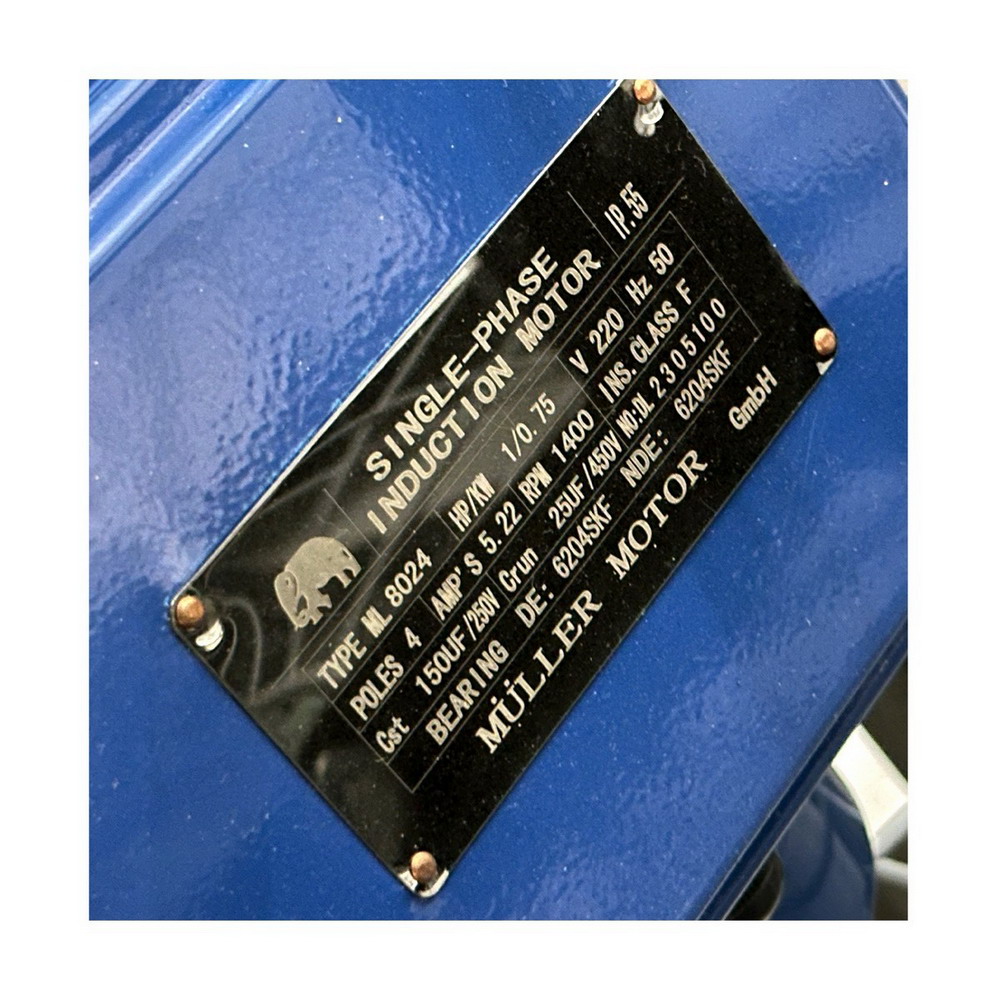 SINGLE-PHASE
INDUCTION MOTOR IP.55
TYPE ML 8024 HP/KW 1/0.75 V 220 Hz 50
POLES 4 AMP'S 5.22 RPM 1400 INS.CLASS F
Cst 150UF/250V Crun 25UF/450V NO:DL 2305100
BEARING DE: 6204SKF NDE: 6204SKF
MÜLLER MOTOR GmbH